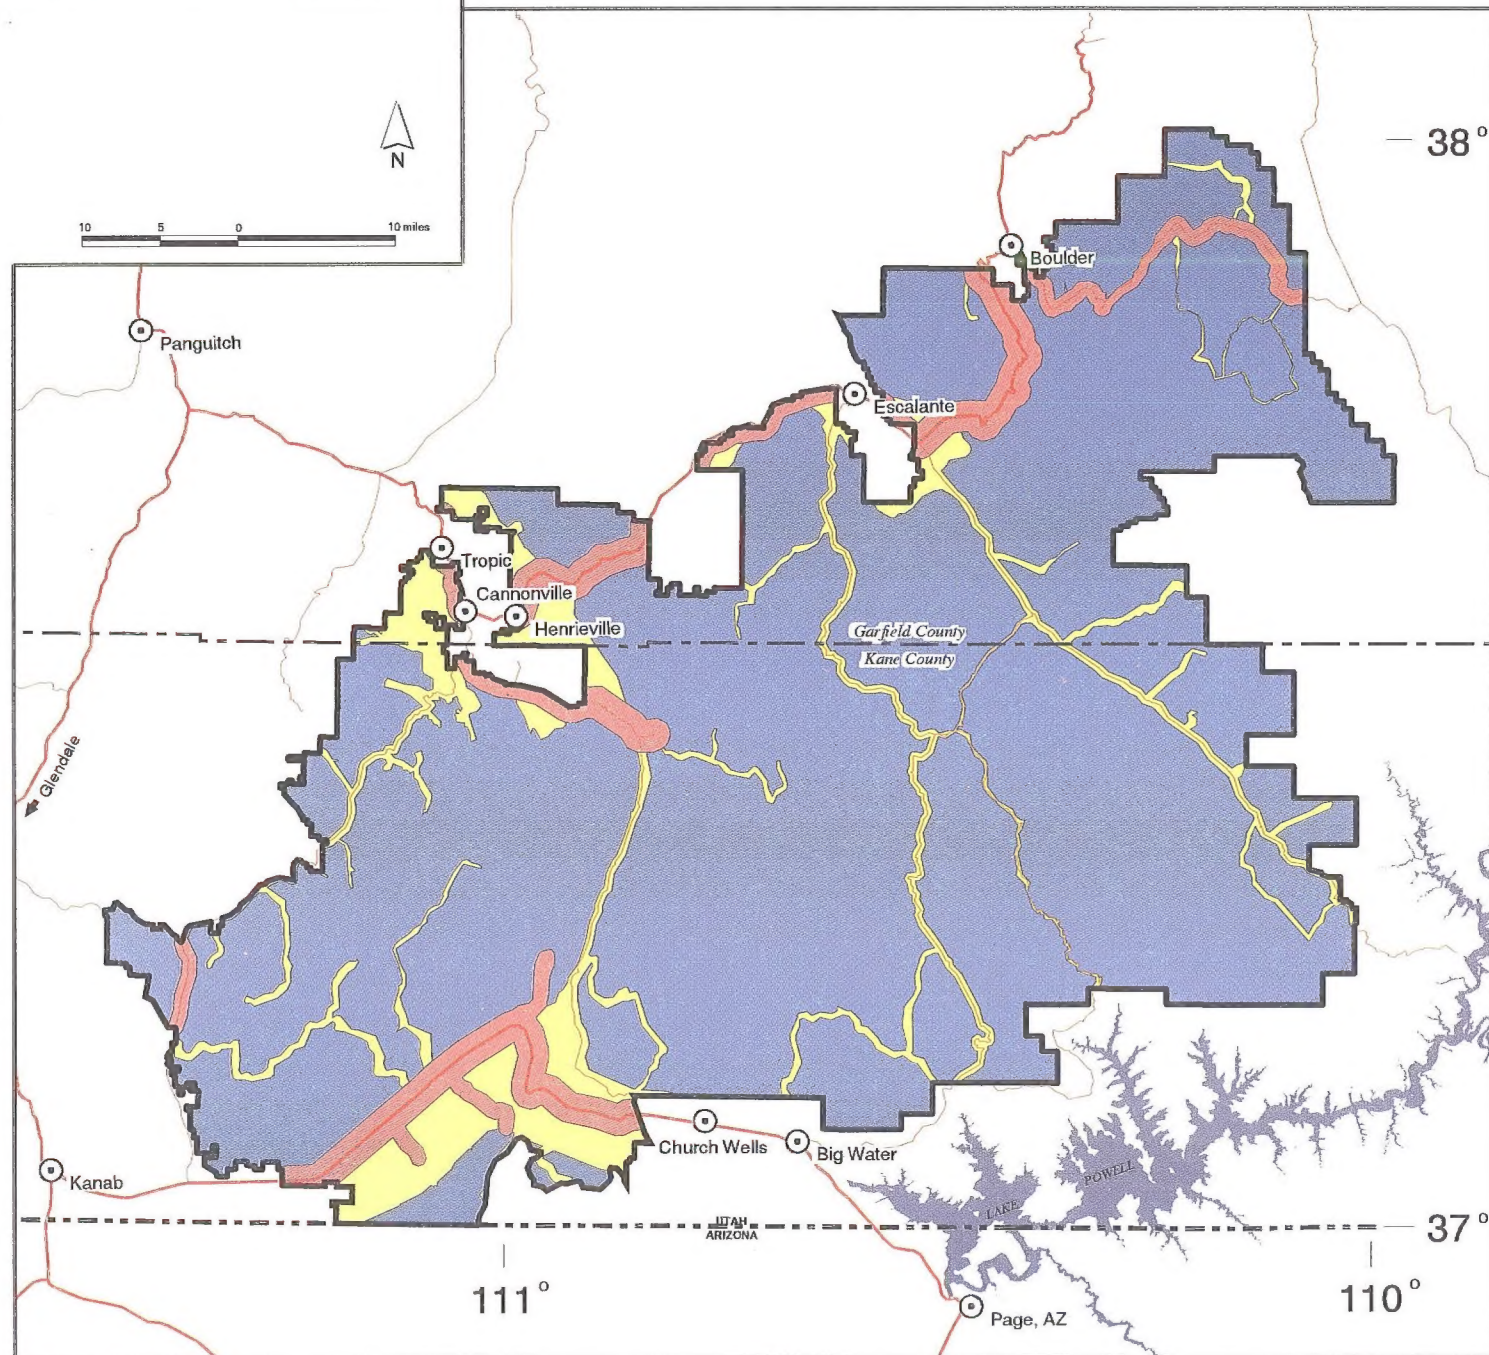 38°
N
10 5 0 10 miles
Boulder
Panguitch
Escalante
Tropic
Cannonville
Henrieville
Garfield County
Kane County
Glendale
Church Wells
Big Water
Kanab
POWELL
LAKE
UTAH
ARIZONA
37°
111°
110°
Page, AZ